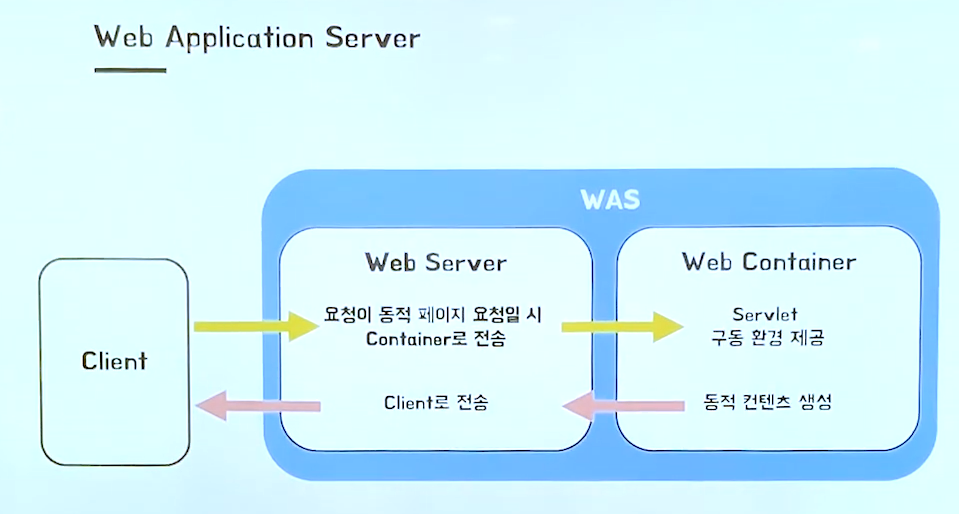 Web Application Server
WAS
Client
Web Server
요청이 동적 페이지 요청일 시
Container로 전송
Client로 전송
Web Container
Servlet
구동 환경 제공
동적 컨텐츠 생성